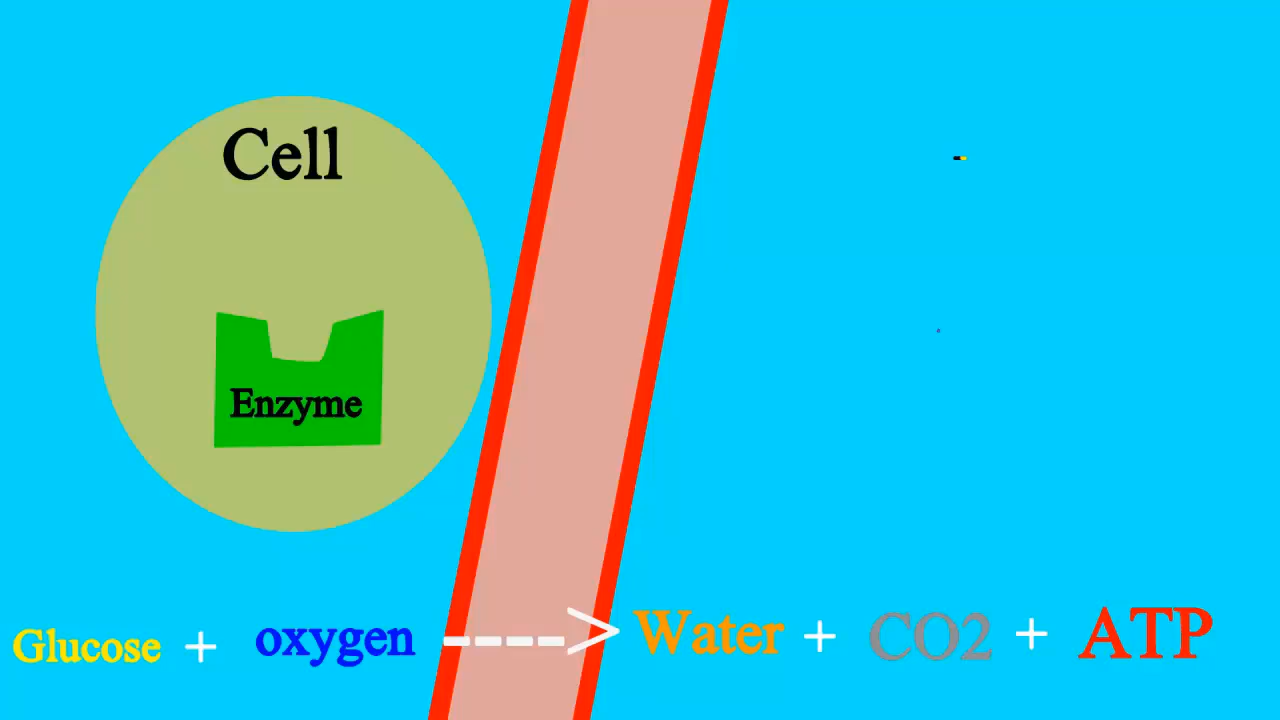 Cell
Enzyme
Glucose + oxygen ----> Water + CO2 + ATP